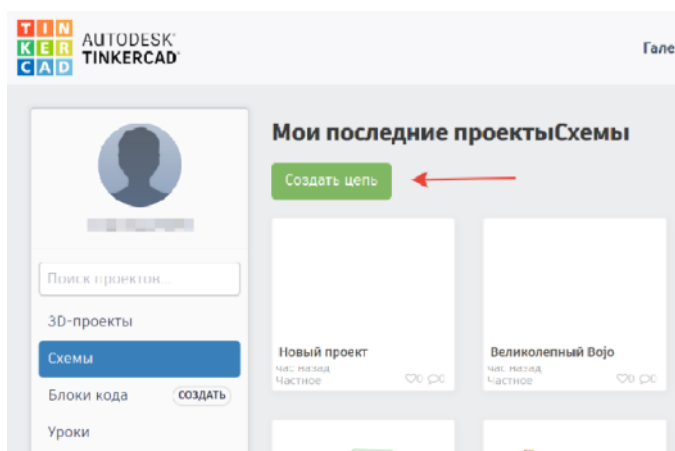 TIN
KER
CAD
AUTODESK®
TINKERCAD®
Гале
Мои последние проектыСхемы
Создать цепь
Поиск проектов...
3D-проекты
Схемы
Блоки кода
СОЗДАТЬ
Уроки
Новый проект
час назад
Частное
0 0
Великолепный Bojo
час назад
Частное
0 0